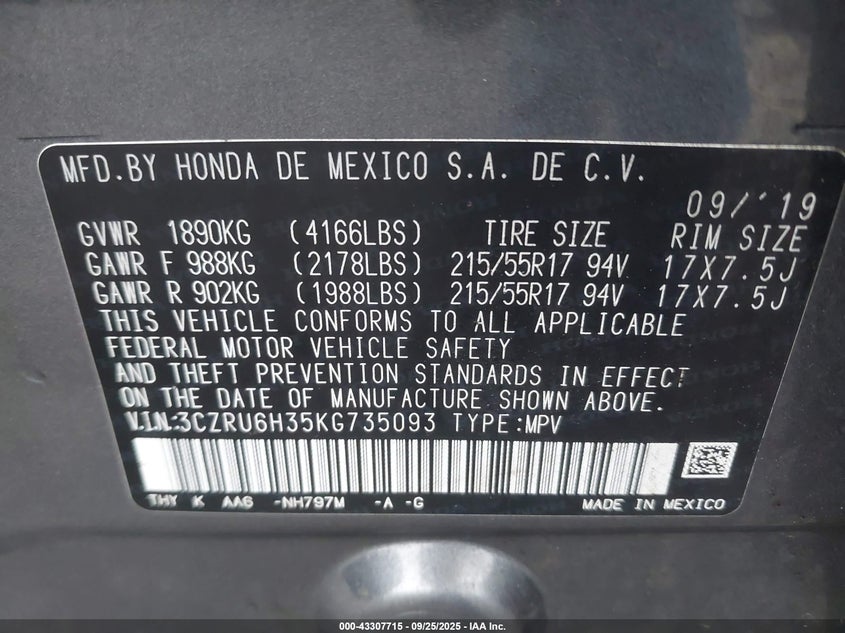 MFD.BY HONDA DE MEXICO S.A. DE C.V.
09/'19
GVWR 1890KG (4166LBS) TIRE SIZE RIM SIZE
GAWR F 988KG (2178LBS) 215/55R17 94V 17X7.5J
GAWR R 902KG (1988LBS) 215/55R17 94V 17X7.5J
THIS VEHICLE CONFORMS TO ALL APPLICABLE
FEDERAL MOTOR VEHICLE SAFETY
AND THEFT PREVENTION STANDARDS IN EFFECT
ON THE DATE OF MANUFACTURE SHOWN ABOVE.
V.I.N:3CZRU6H35KG735093 TYPE:MPV
THY K AA6 -NH797M -A -G MADE IN MEXICO
000-43307715 - 09/25/2025 - IAA Inc.